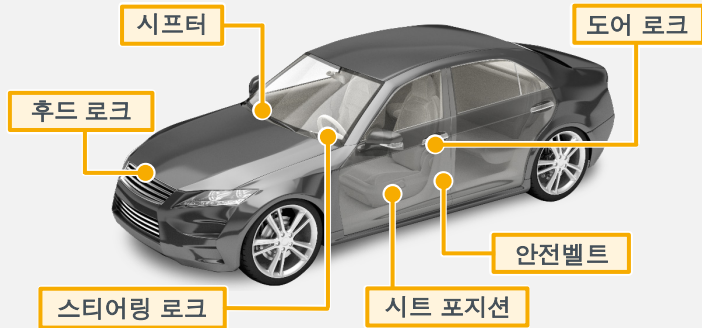 시프터
도어 로크
후드 로크
안전벨트
스티어링 로크
시트 포지션